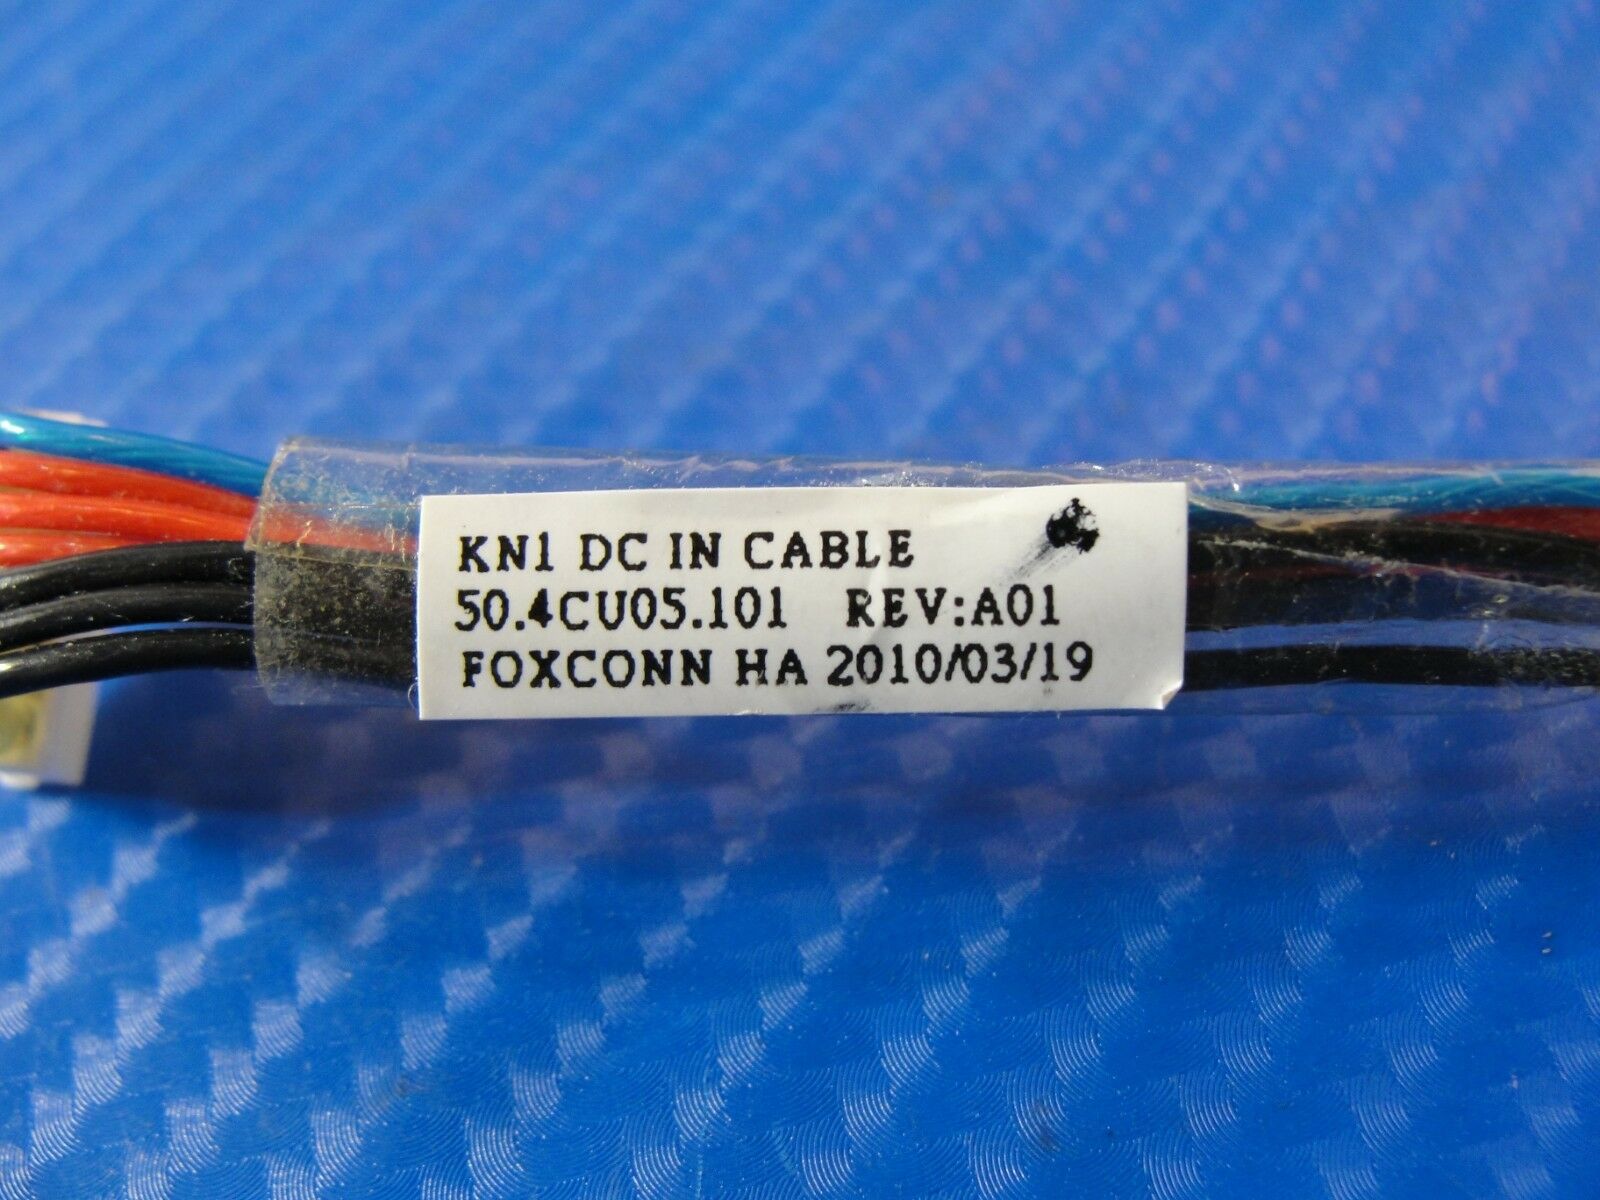 KN1 DC IN CABLE
50.4CU05.101 REV:A01
FOXCONN HA 2010/03/19